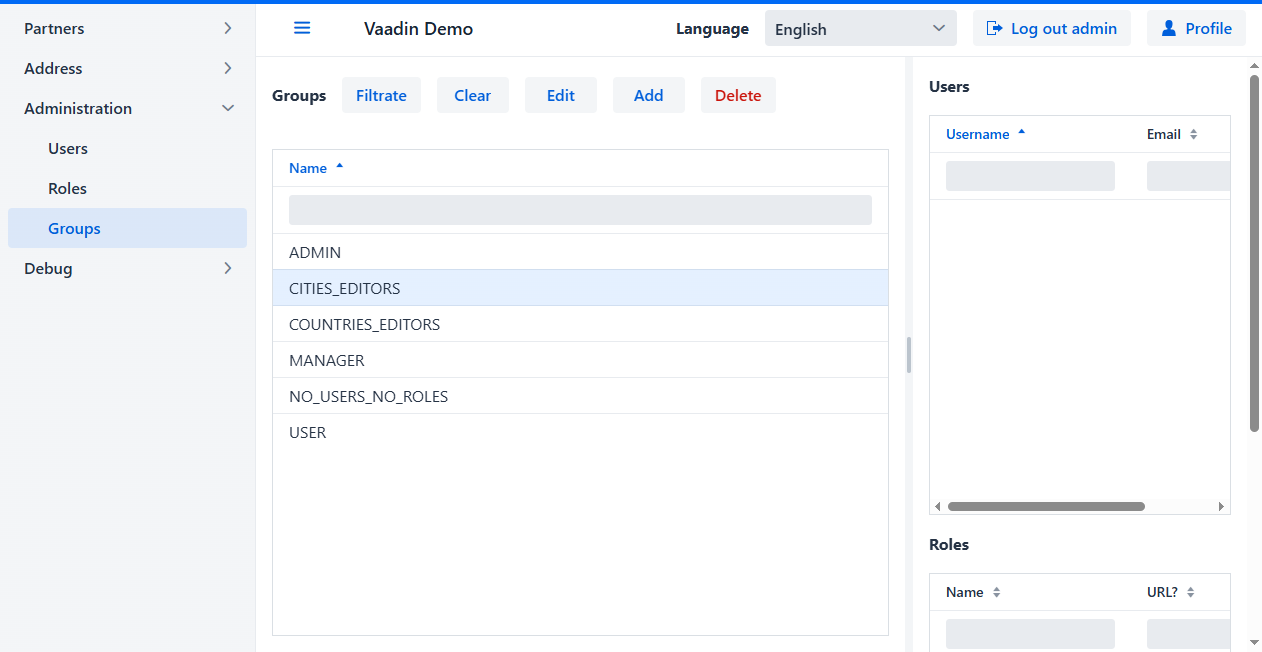 Partners
Address
Administration
Users
Roles
Groups
Debug
Vaadin Demo
Language
English
Log out admin
Profile
Groups
Filtrate
Clear
Edit
Add
Delete
Name
ADMIN
CITIES_EDITORS
COUNTRIES_EDITORS
MANAGER
NO_USERS_NO_ROLES
USER
Users
Username
Email
Roles
Name
URL?